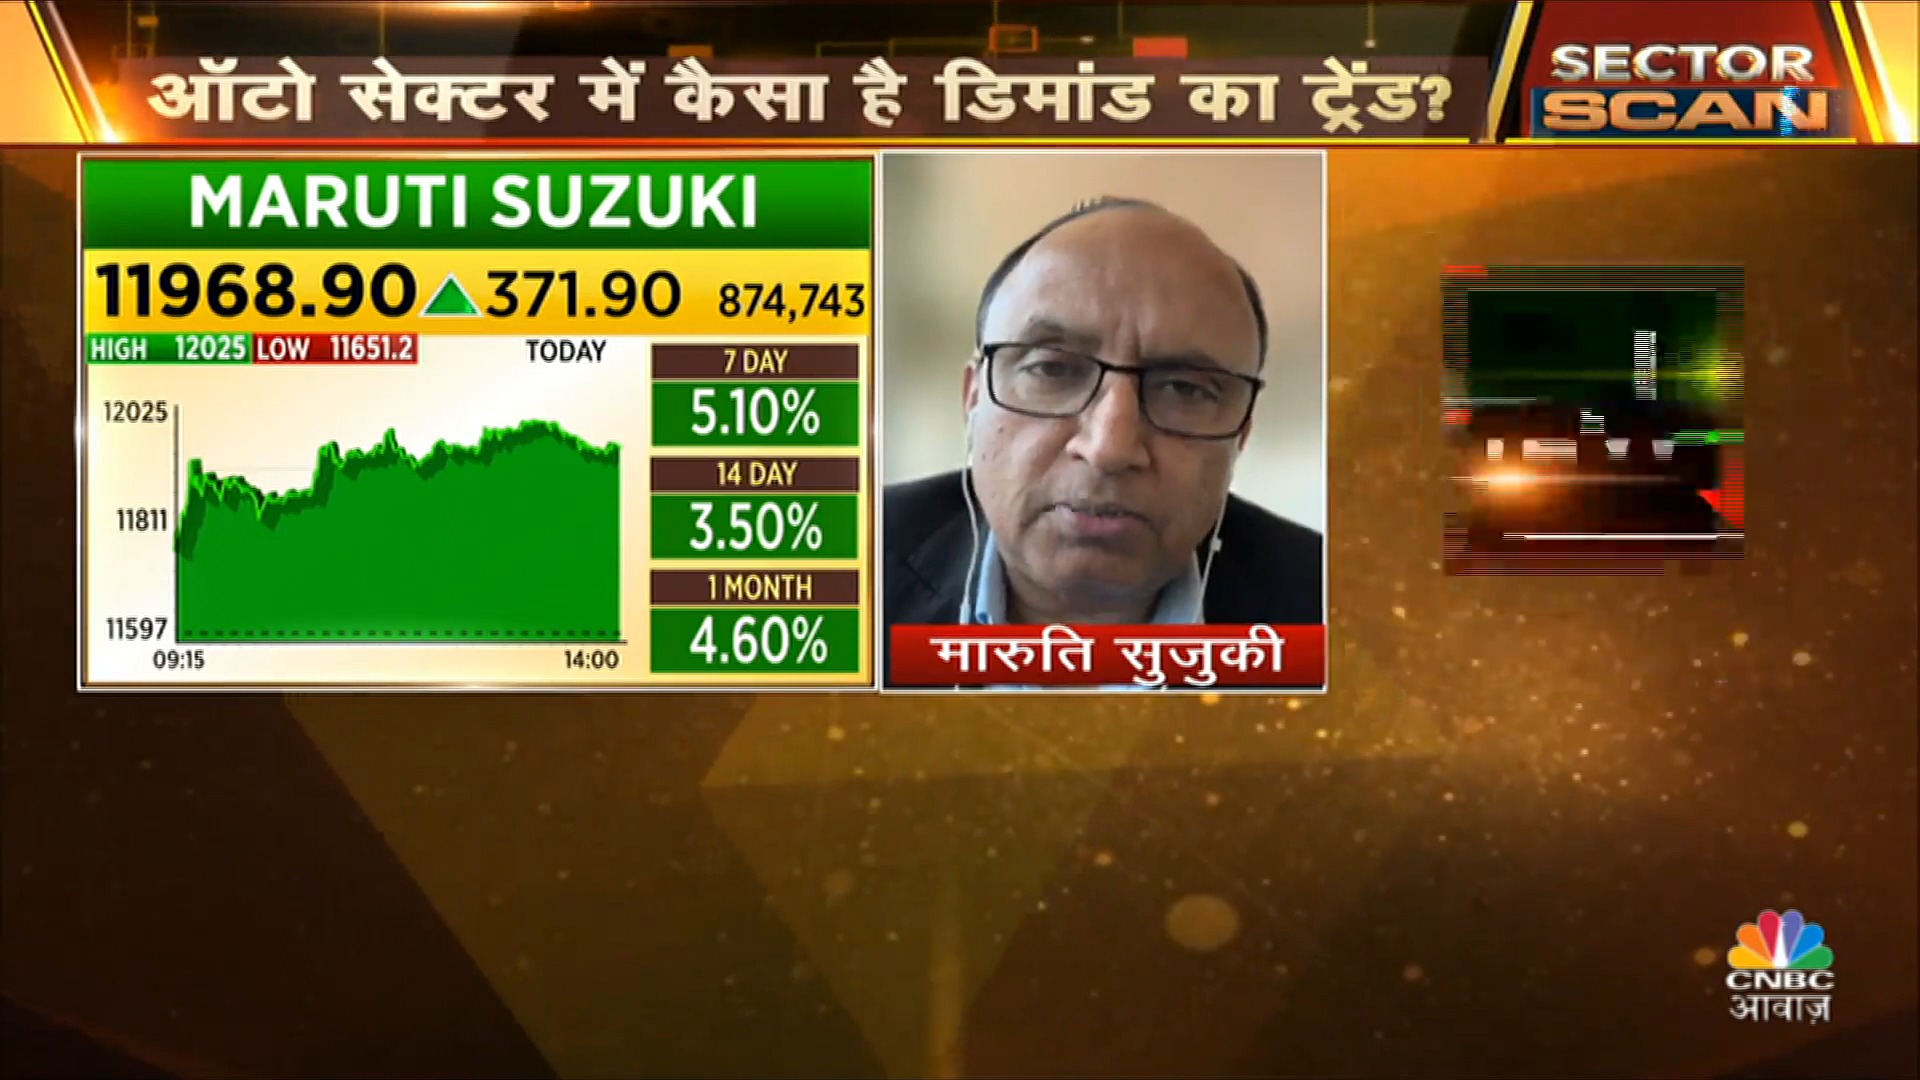 ऑटो सेक्टर में कैसा है डिमांड का ट्रेंड?
SECTOR
SCAN
MARUTI SUZUKI
11968.90 ▲ 371.90 874,743
HIGH 12025 LOW 11651.2
TODAY
12025
11811
11597
09:15 14:00
7 DAY
5.10%
14 DAY
3.50%
1 MONTH
4.60%
मारुति सुजुकी
CNBC
आवाज़